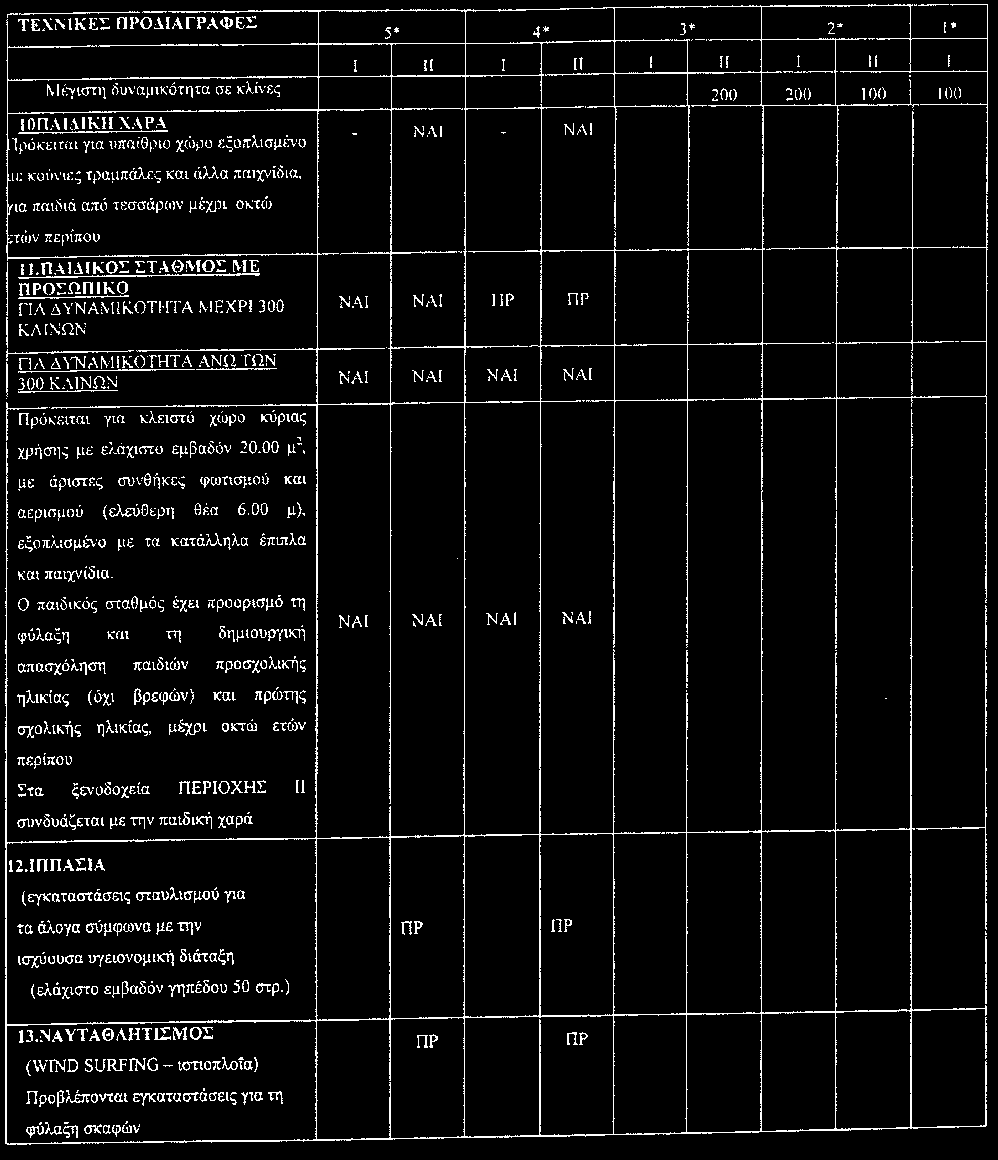 ΤΕΧΝΙΚΕΣ ΠΡΟΔΙΑΓΡΑΦΕΣ 5* 4* 3* 2* 1*
I II I II I II I II I
Μέγιστη δυναμικότητα σε κλίνες 200 200 100 100
10ΠΑΙΔΙΚΗ ΧΑΡΑ - ΝΑΙ - ΝΑΙ
Πρόκειται για υπαίθριο χώρο εξοπλισμένο
με κούνιες τραμπάλες και άλλα παιχνίδια,
για παιδιά από τεσσάρων μέχρι οκτώ
ετών περίπου
11.ΠΑΙΔΙΚΟΣ ΣΤΑΘΜΟΣ ΜΕ
ΠΡΟΣΩΠΙΚΟ
ΓΙΑ ΔΥΝΑΜΙΚΟΤΗΤΑ ΜΕΧΡΙ 300 ΝΑΙ ΝΑΙ ΠΡ ΠΡ
ΚΛΙΝΩΝ
ΓΙΑ ΔΥΝΑΜΙΚΟΤΗΤΑ ΑΝΩ ΤΩΝ
300 ΚΛΙΝΩΝ ΝΑΙ ΝΑΙ ΝΑΙ ΝΑΙ
Πρόκειται για κλειστό χώρο κύριας
χρήσης με ελάχιστο εμβαδόν 20.00 μ²,
με άριστες συνθήκες φωτισμού και
αερισμού (ελεύθερη θέα 6.00 μ),
εξοπλισμένο με τα κατάλληλα έπιπλα
και παιχνίδια.
Ο παιδικός σταθμός έχει προορισμό τη
φύλαξη και τη δημιουργική ΝΑΙ ΝΑΙ ΝΑΙ ΝΑΙ
απασχόληση παιδιών προσχολικής
ηλικίας (όχι βρεφών) και πρώτης
σχολικής ηλικίας, μέχρι οκτώ ετών
περίπου
Στα ξενοδοχεία ΠΕΡΙΟΧΗΣ ΙΙ
συνδυάζεται με την παιδική χαρά
12.ΙΠΠΑΣΙΑ
(εγκαταστάσεις σταυλισμού για
τα άλογα σύμφωνα με την ΠΡ ΠΡ
ισχύουσα υγειονομική διάταξη
(ελάχιστο εμβαδόν γηπέδου 50 στρ.)
13.ΝΑΥΤΑΘΛΗΤΙΣΜΟΣ ΠΡ ΠΡ
(WIND SURFING – ιστιοπλοΐα)
Προβλέπονται εγκαταστάσεις για τη
φύλαξη σκαφών